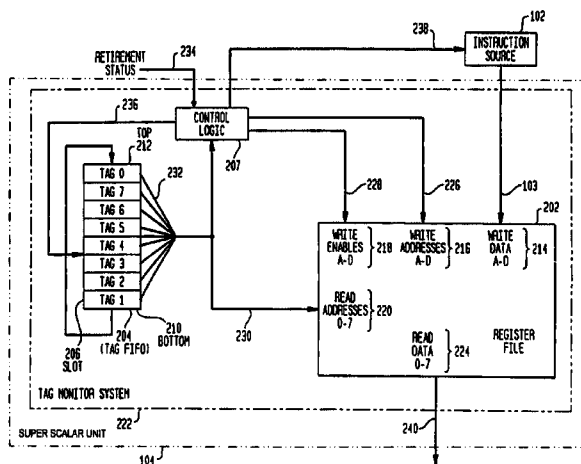 238
102
INSTRUCTION
SOURCE
RETIREMENT
STATUS
234
236
CONTROL
LOGIC
207
TOP
212
232
228
226
103
202
TAG 0
TAG 7
TAG 6
TAG 5
TAG 4
TAG 3
TAG 2
TAG 1
WRITE
ENABLES
A-D
218
WRITE
ADDRESSES
A-D
216
WRITE
DATA
A-D
214
READ
ADDRESSES
0-7
220
230
READ
DATA
0-7
224
REGISTER
FILE
206
SLOT
204
(TAG FIFO)
210
BOTTOM
TAG MONITOR SYSTEM
222
SUPER SCALAR UNIT
104
240